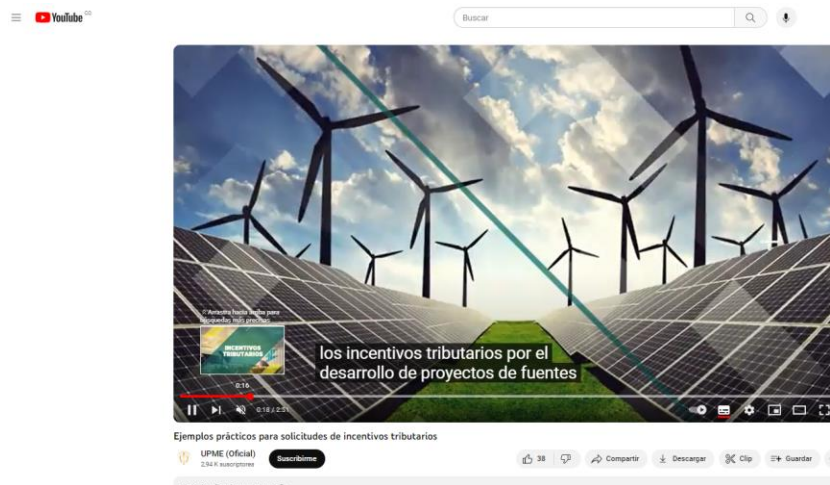 YouTube CO
Buscar
Arrastra hacia arriba para
búsquedas más precisas
INCENTIVOS
TRIBUTARIOS
los incentivos tributarios por el
desarrollo de proyectos de fuentes
0:16
0:18 / 2:51
Ejemplos prácticos para solicitudes de incentivos tributarios
UPME (Oficial)
2,94 K suscriptores
Suscribirme
38
Compartir
Descargar
Clip
Guardar